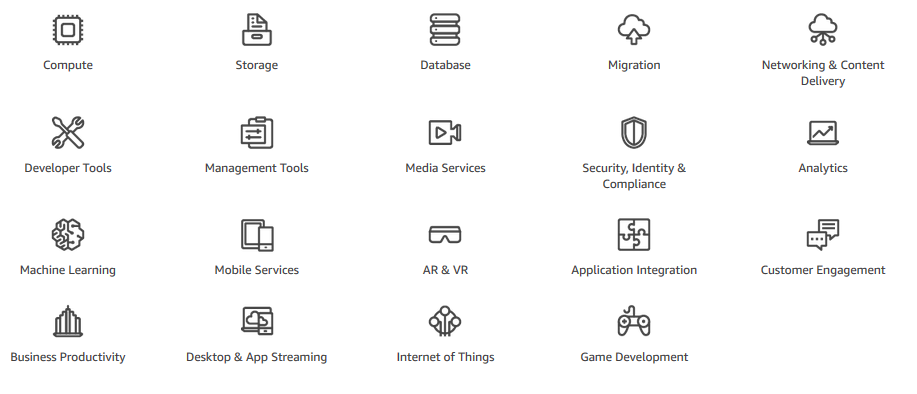 Compute
Storage
Database
Migration
Networking & Content
Delivery
Developer Tools
Management Tools
Media Services
Security, Identity &
Compliance
Analytics
Machine Learning
Mobile Services
AR & VR
Application Integration
Customer Engagement
Business Productivity
Desktop & App Streaming
Internet of Things
Game Development